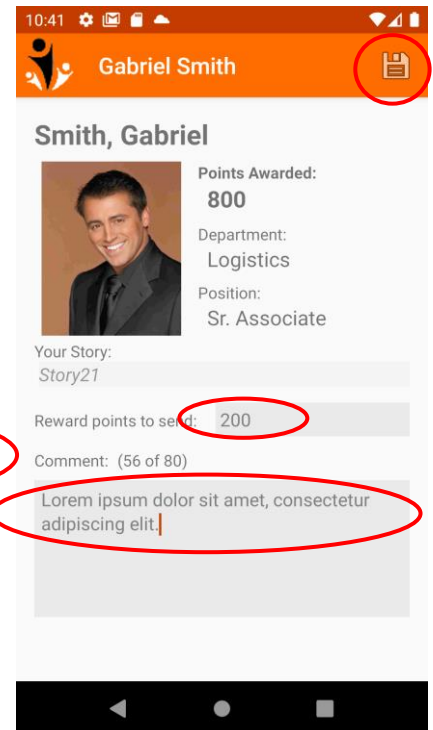 10:41
Gabriel Smith
Smith, Gabriel
Points Awarded:
800
Department:
Logistics
Position:
Sr. Associate
Your Story:
Story21
Reward points to send: 200
Comment: (56 of 80)
Lorem ipsum dolor sit amet, consectetur
adipiscing elit.